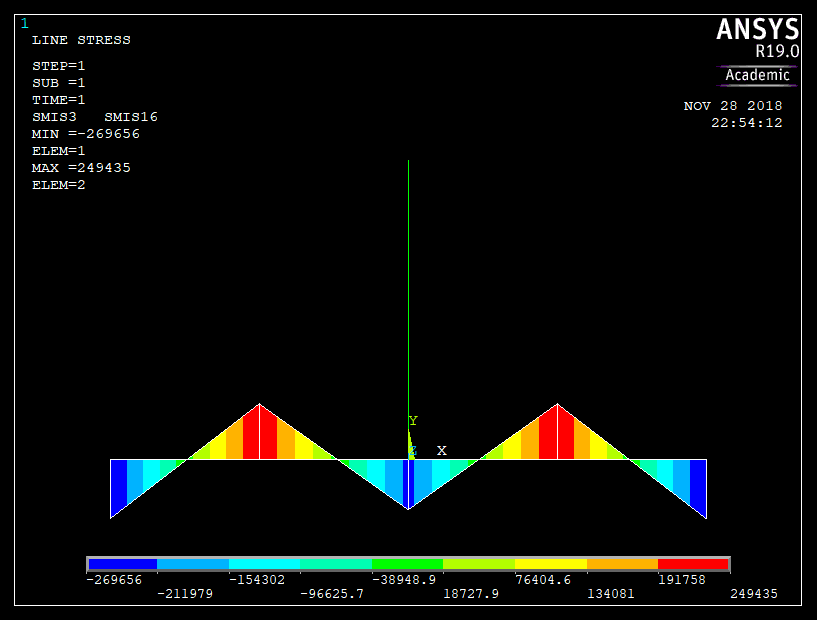 1
LINE STRESS
STEP=1
SUB =1
TIME=1
SMIS3   SMIS16
MIN =-269656
ELEM=1
MAX =249435
ELEM=2
ANSYS
R19.0
Academic
NOV 28 2018
22:54:12
Y
X
-269656 -154302 -38948.9 76404.6 191758
-211979 -96625.7 18727.9 134081 249435